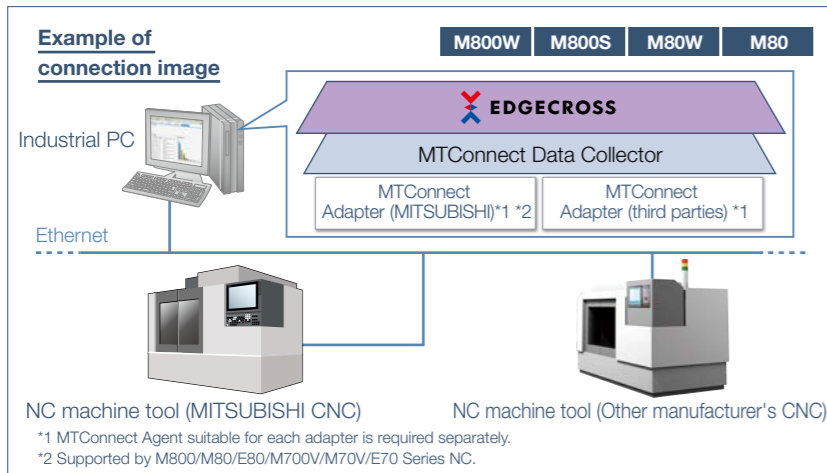 Example of
connection image
M800W M800S M80W M80
EDGECROSS
Industrial PC
MTConnect Data Collector
MTConnect
Adapter (MITSUBISHI)*1 *2
MTConnect
Adapter (third parties) *1
Ethernet
NC machine tool (MITSUBISHI CNC)
NC machine tool (Other manufacturer's CNC)
*1 MTConnect Agent suitable for each adapter is required separately.
*2 Supported by M800/M80/E80/M700V/M70V/E70 Series NC.